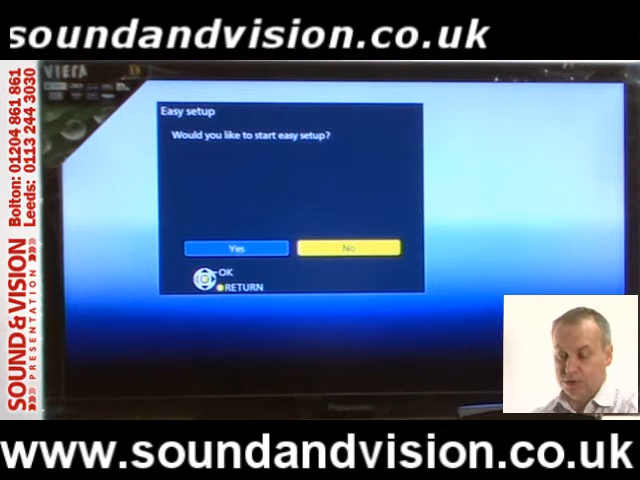 soundandvision.co.uk
VIERA
Bolton: 01204 861 861
Leeds: 0113 244 3030
SOUND & VISION
PRESENTATION
Easy setup
Would you like to start easy setup?
Yes
No
OK
RETURN
Panasonic
www.soundandvision.co.uk